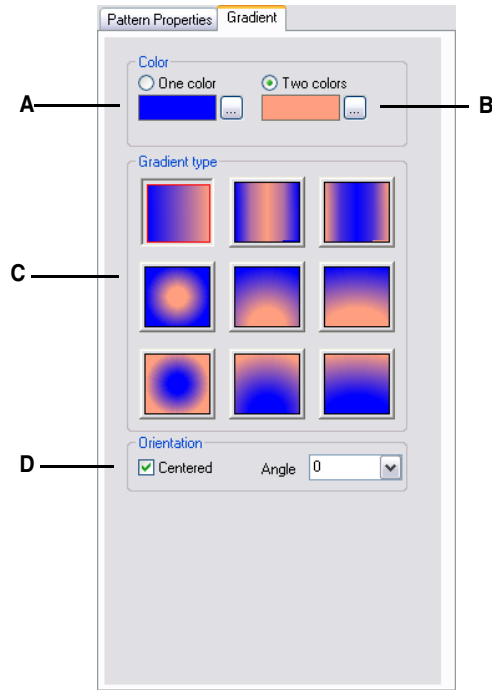 Pattern Properties Gradient
Color
One color Two colors
A ... ... B
Gradient type
C
Orientation
D Centered Angle 0